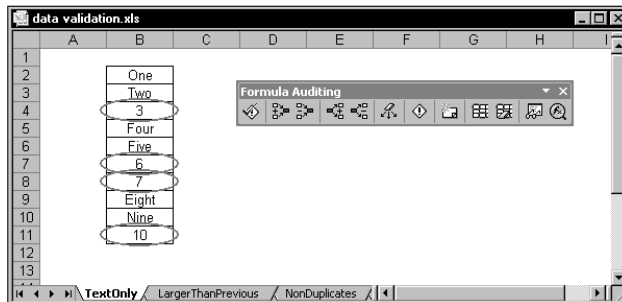 data validation.xls
A B C D E F G H I
1
2 One
3 Two Formula Auditing
4 3
5 Four
6 Five
7 6
8 7
9 Eight
10 Nine
11 10
12
13
TextOnly LargerThanPrevious NonDuplicates